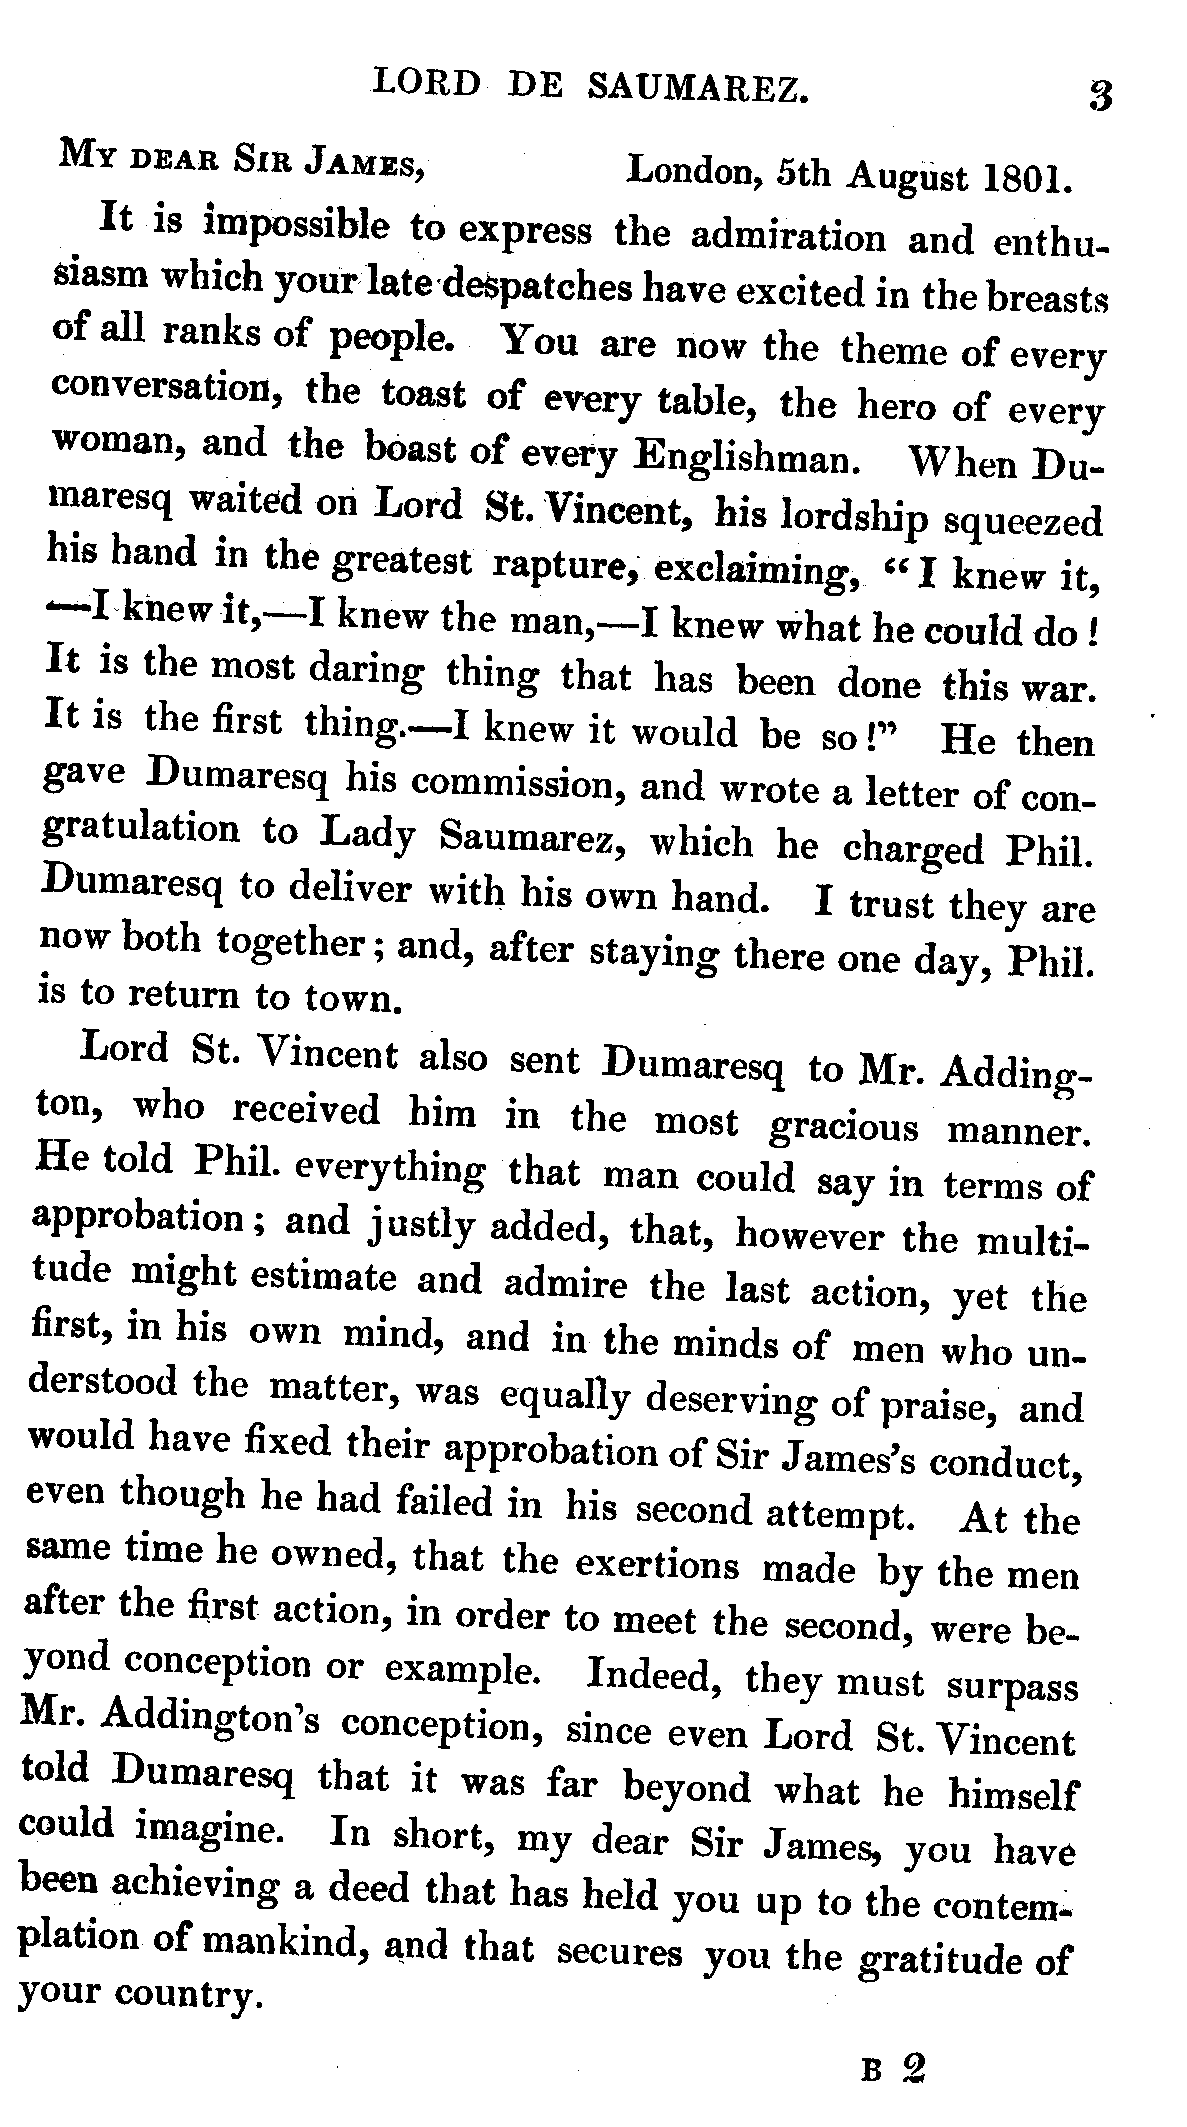 LORD DE SAUMAREZ. 3
MY DEAR SIR JAMES, London, 5th August 1801.
It is impossible to express the admiration and enthu-
siasm which your late despatches have excited in the breasts
of all ranks of people. You are now the theme of every
conversation, the toast of every table, the hero of every
woman, and the boast of every Englishman. When Du-
maresq waited on Lord St. Vincent, his lordship squeezed
his hand in the greatest rapture, exclaiming, “I knew it,
—I knew it,—I knew the man,—I knew what he could do!
It is the most daring thing that has been done this war.
It is the first thing.—I knew it would be so!” He then
gave Dumaresq his commission, and wrote a letter of con-
gratulation to Lady Saumarez, which he charged Phil.
Dumaresq to deliver with his own hand. I trust they are
now both together; and, after staying there one day, Phil.
is to return to town.
Lord St. Vincent also sent Dumaresq to Mr. Adding-
ton, who received him in the most gracious manner.
He told Phil. everything that man could say in terms of
approbation; and justly added, that, however the multi-
tude might estimate and admire the last action, yet the
first, in his own mind, and in the minds of men who un-
derstood the matter, was equally deserving of praise, and
would have fixed their approbation of Sir James's conduct,
even though he had failed in his second attempt. At the
same time he owned, that the exertions made by the men
after the first action, in order to meet the second, were be-
yond conception or example. Indeed, they must surpass
Mr. Addington's conception, since even Lord St. Vincent
told Dumaresq that it was far beyond what he himself
could imagine. In short, my dear Sir James, you have
been achieving a deed that has held you up to the contem-
plation of mankind, and that secures you the gratitude of
your country.
B 2